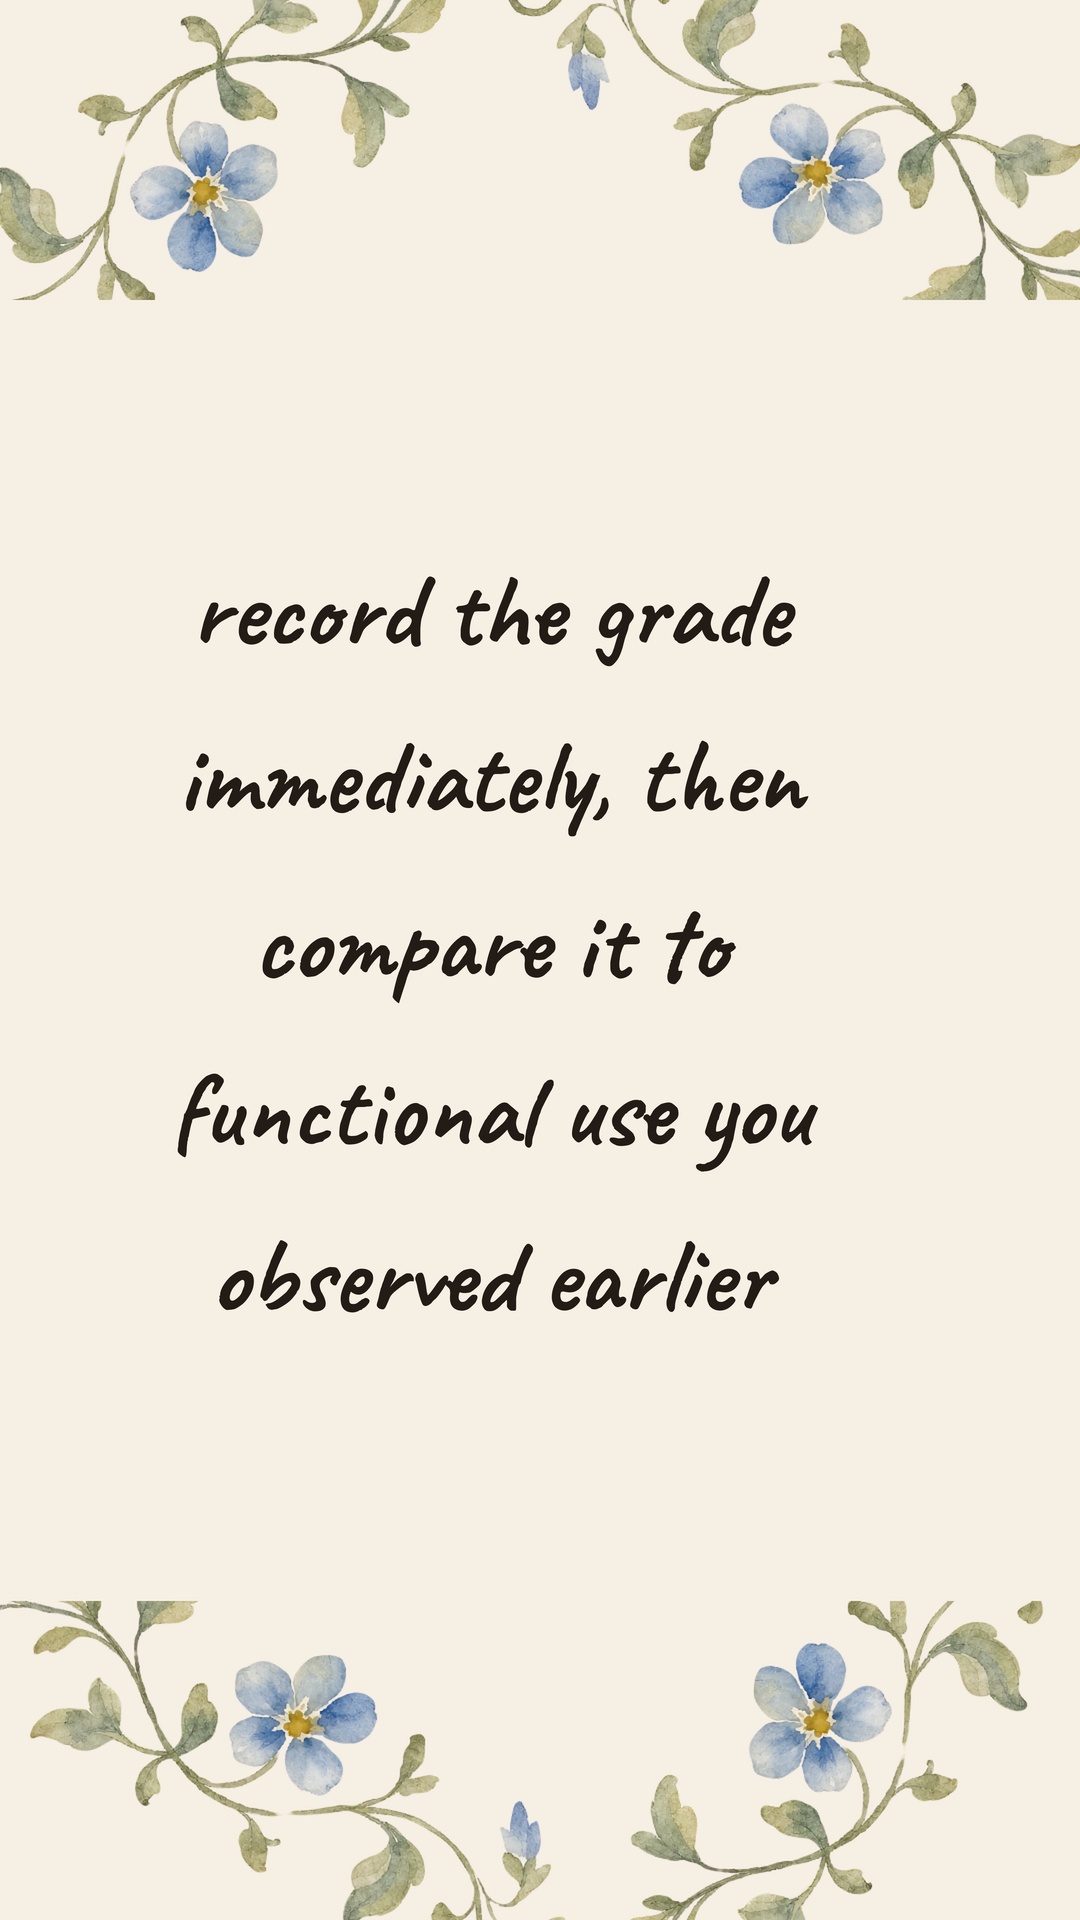 record the grade
immediately, then
compare it to
functional use you
observed earlier